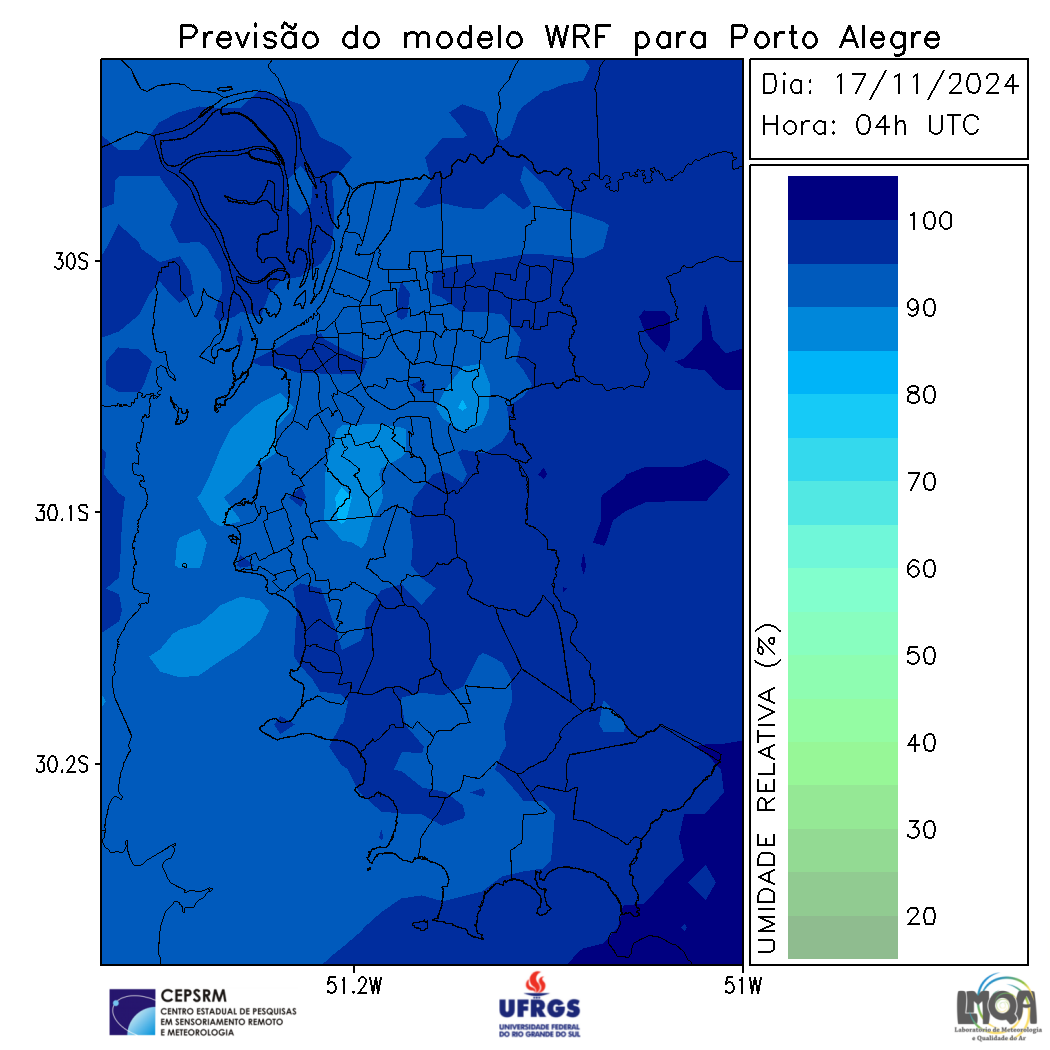 Previsão do modelo WRF para Porto Alegre
Dia: 17/11/2024
Hora: 04h UTC
30S
30.1S
30.2S
51.2W
51W
UMIDADE RELATIVA (%)
100
90
80
70
60
50
40
30
20
CEPSRM
CENTRO ESTADUAL DE PESQUISAS
EM SENSORIAMENTO REMOTO
E METEOROLOGIA
UFRGS
UNIVERSIDADE FEDERAL
DO RIO GRANDE DO SUL
LMQA
Laboratório de Meteorologia
e Qualidade do Ar